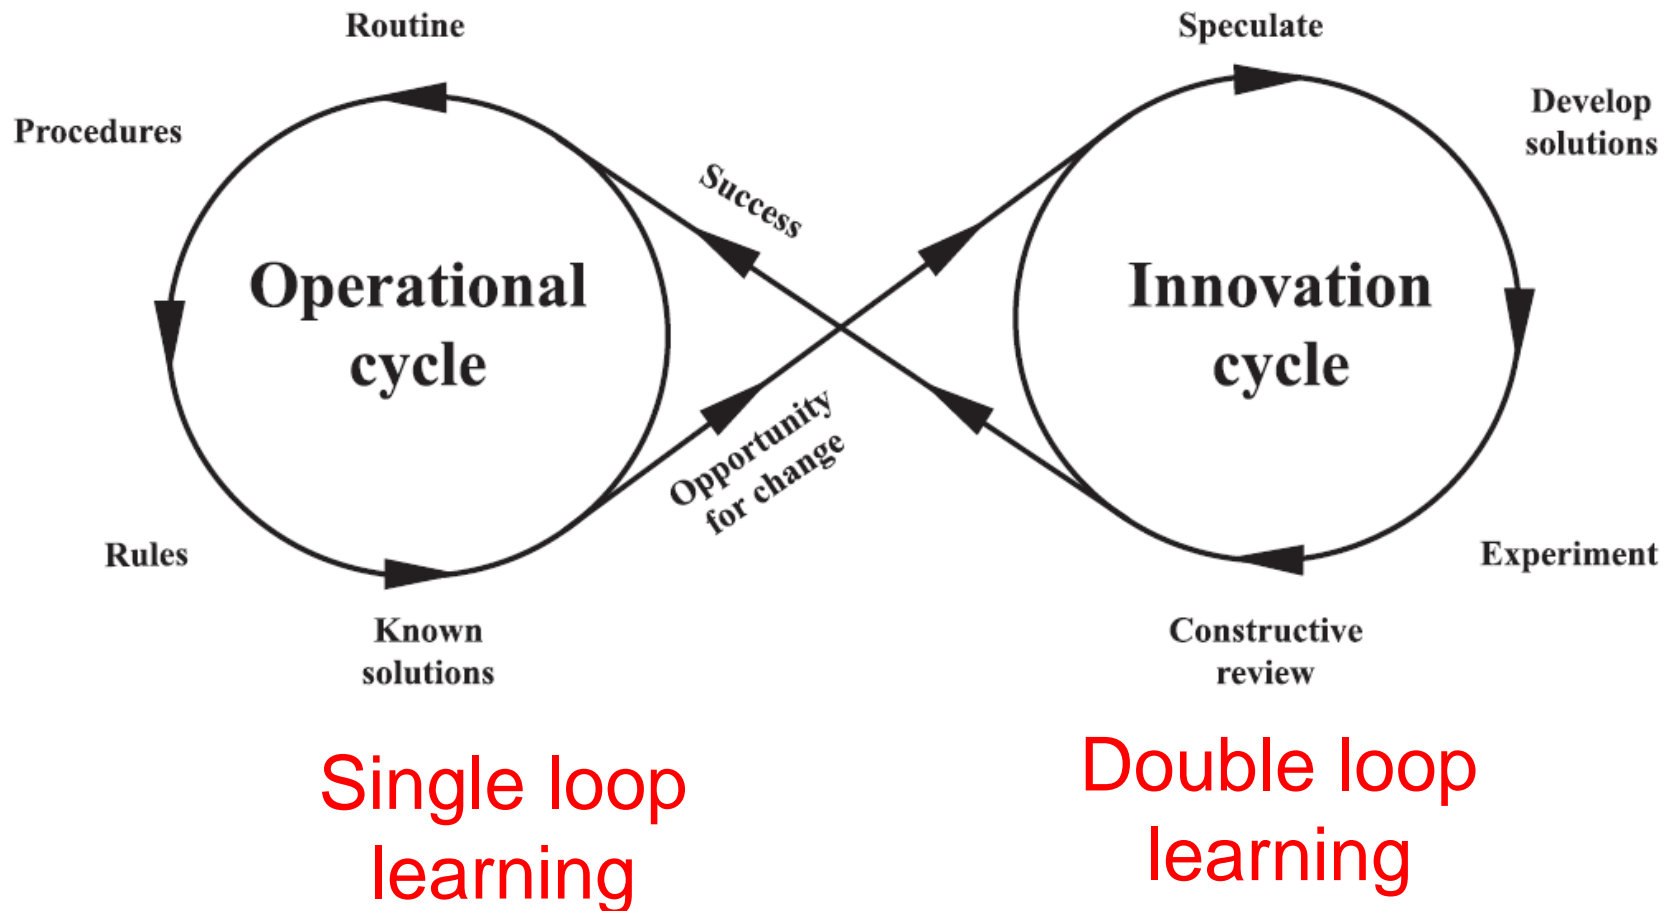 Routine
Procedures
Operational
cycle
Rules
Known
solutions
Success
Opportunity
for change
Speculate
Develop
solutions
Innovation
cycle
Experiment
Constructive
review
Single loop
learning
Double loop
learning